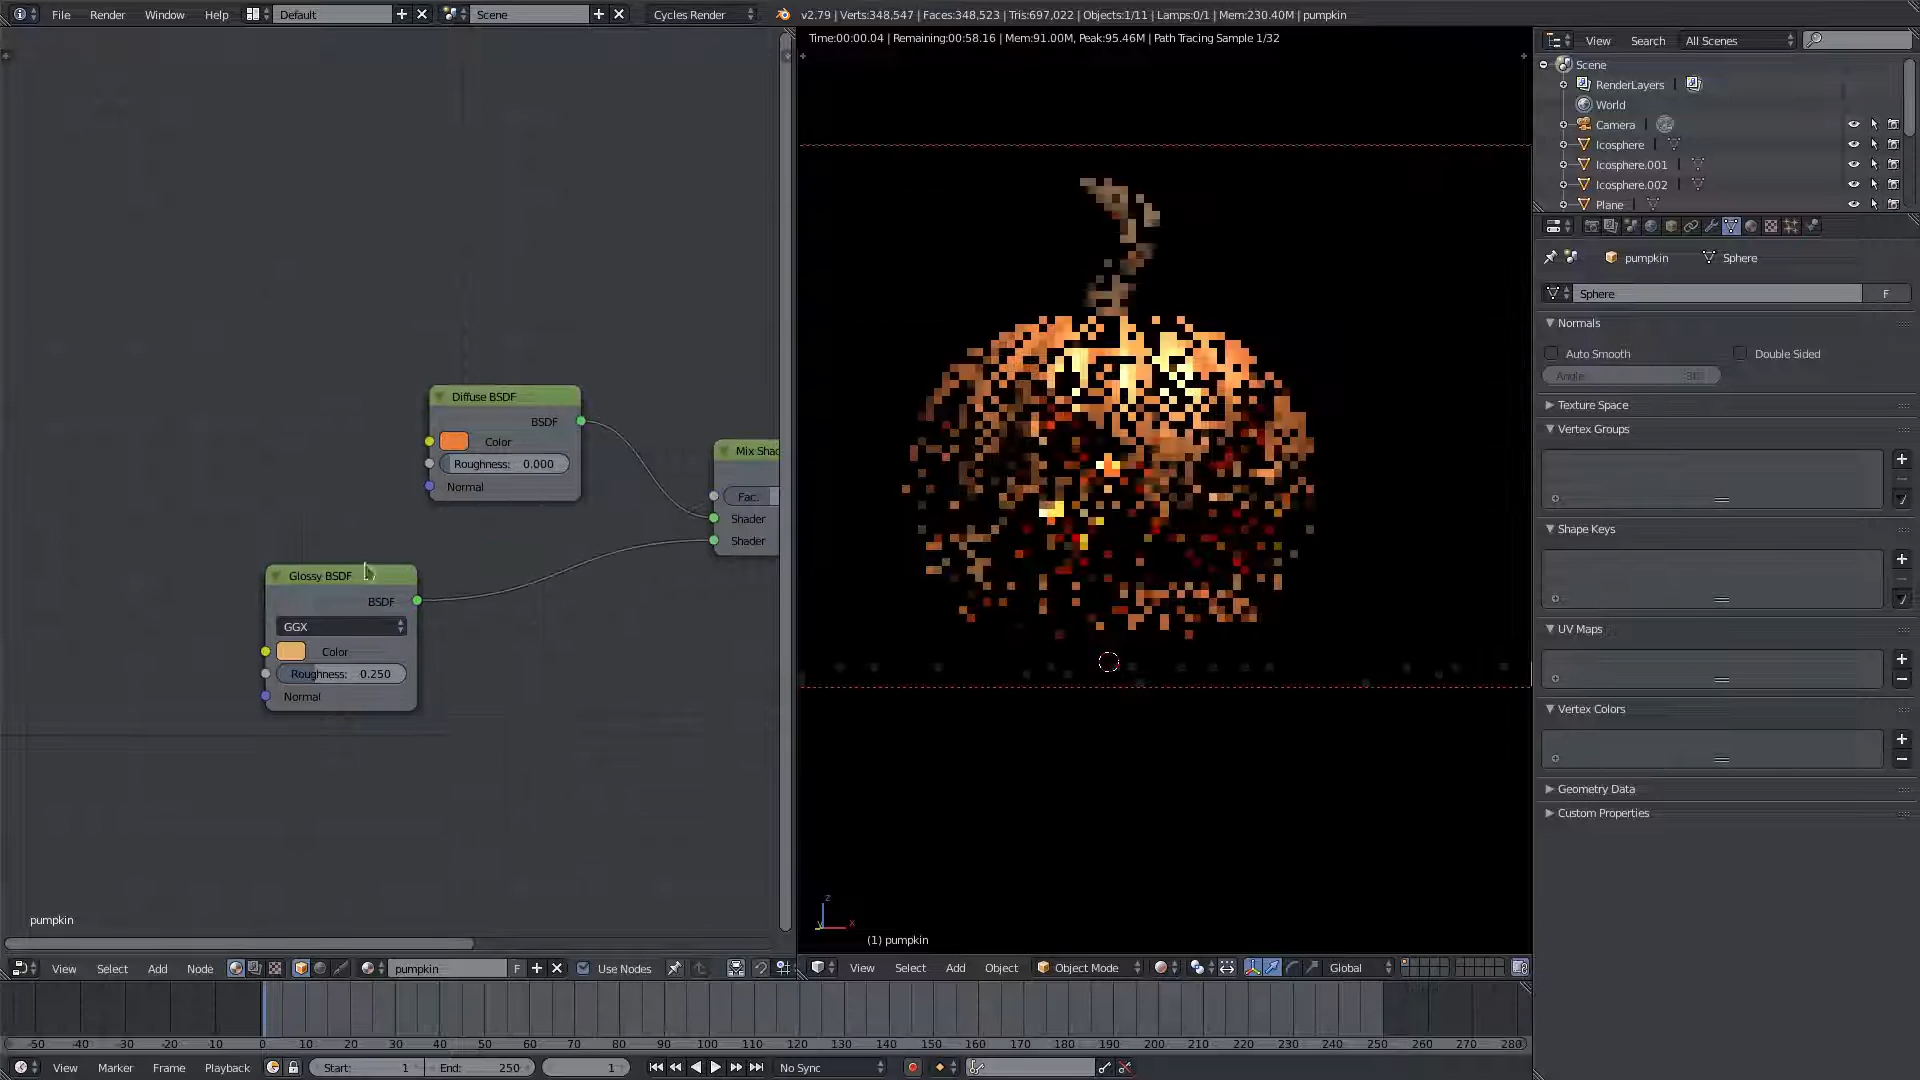 File Render Window Help Default Scene Cycles Render v2.79 | Verts:348,547 | Faces:348,523 | Tris:697,022 | Objects:1/11 | Lamps:0/1 | Mem:230.40M | pumpkin
Time:00:00.04 | Remaining:00:58.16 | Mem:91.00M, Peak:95.46M | Path Tracing Sample 1/32
View Search All Scenes
Scene
RenderLayers
World
Camera
Icosphere
Icosphere.001
Icosphere.002
Plane
pumpkin Sphere
Sphere F
Normals
Auto Smooth Double Sided
Angle:
Texture Space
Vertex Groups
Shape Keys
UV Maps
Vertex Colors
Geometry Data
Custom Properties
Diffuse BSDF
BSDF
Color
Roughness: 0.000
Normal
Mix Shad
Fac.
Shader
Shader
Glossy BSDF
BSDF
GGX
Color
Roughness: 0.250
Normal
pumpkin
z
x
y
(1) pumpkin
View Select Add Node pumpkin F Use Nodes
View Select Add Object Object Mode Global
-50 -40 -30 -20 -10 0 10 20 30 40 50 60 70 80 90 100 110 120 130 140 150 160 170 180 190 200 210 220 230 240 250 260 270 280
View Marker Frame Playback Start: 1 End: 250 1 No Sync